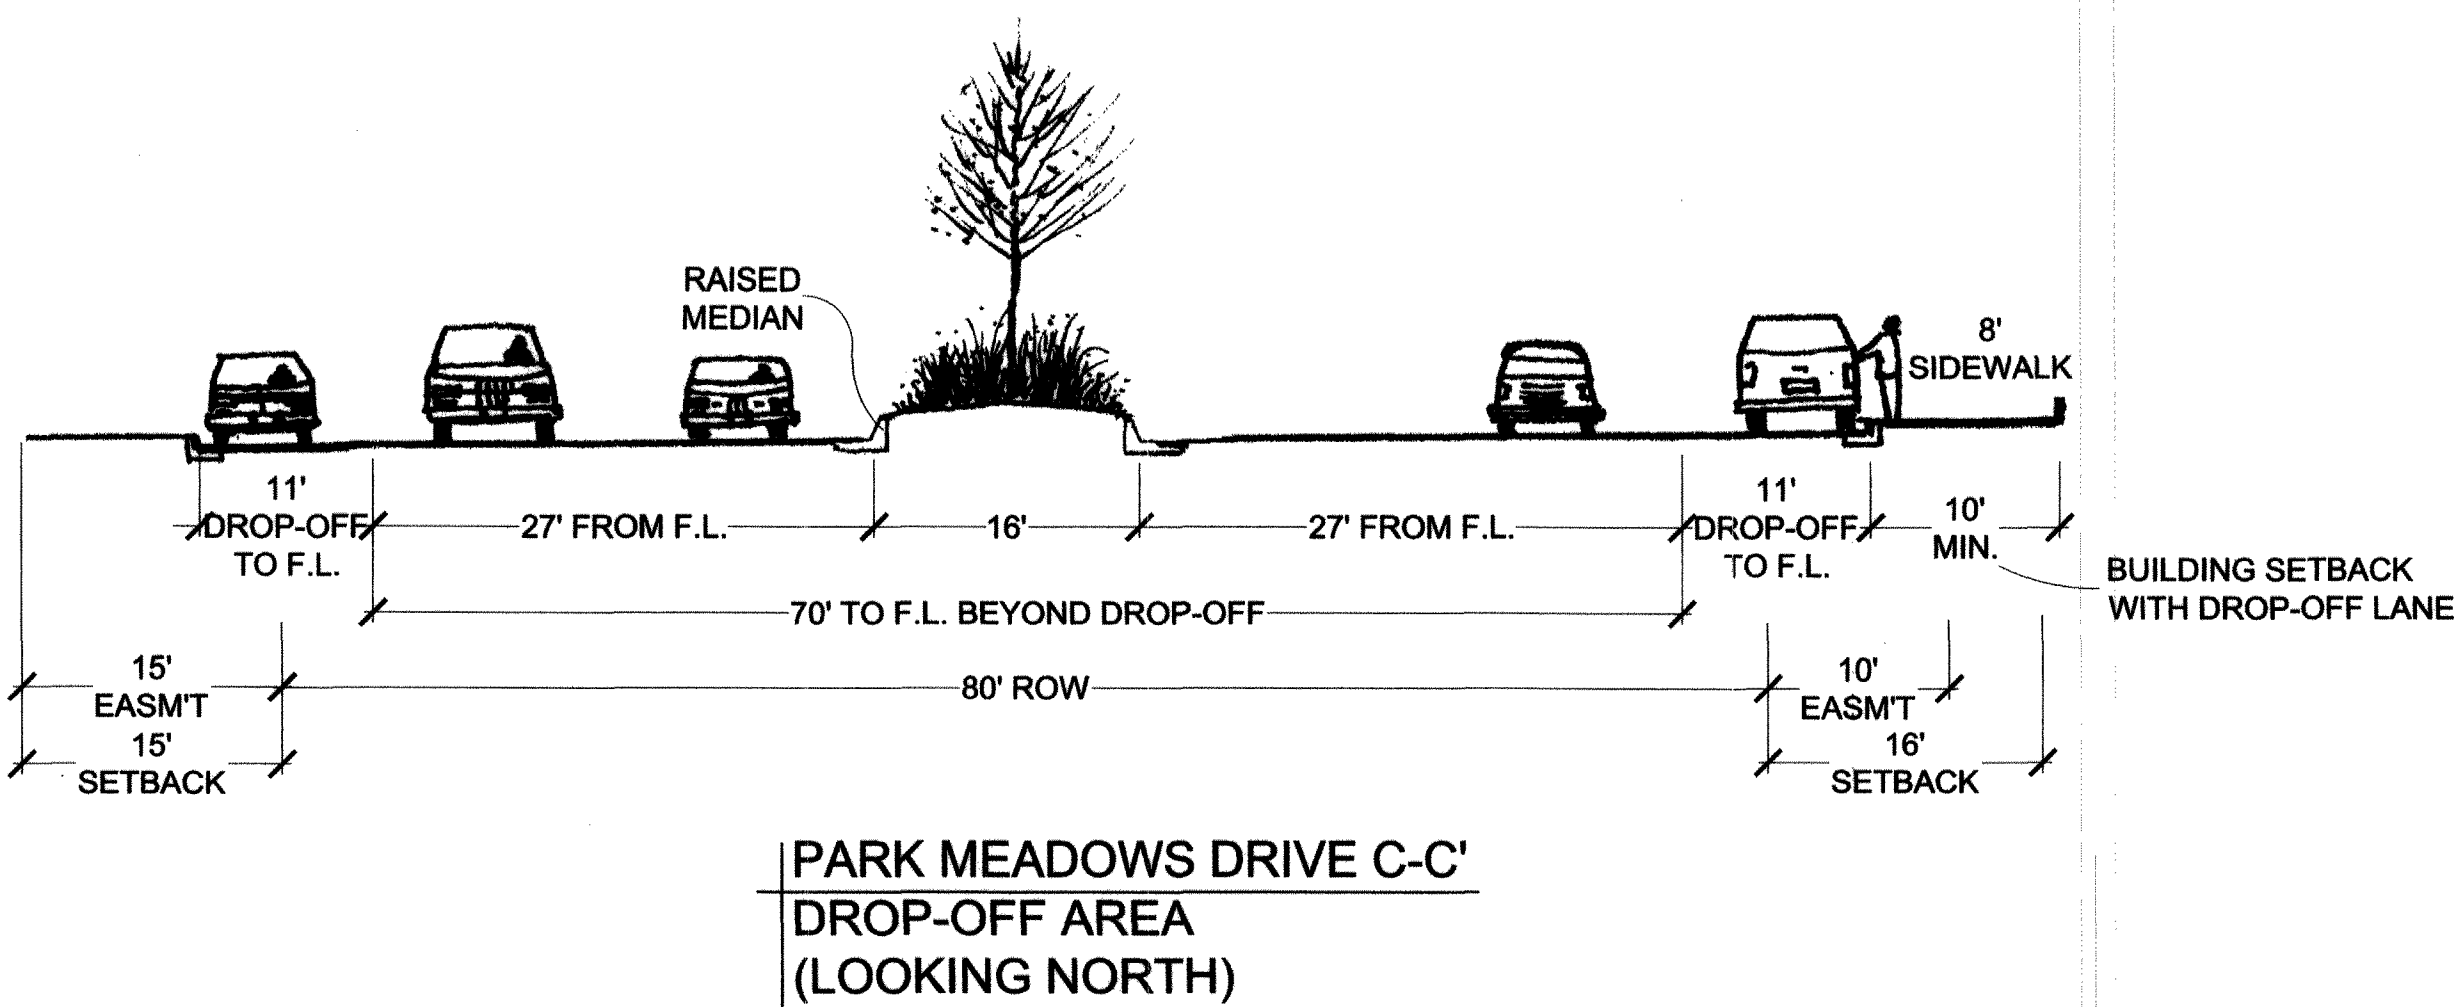 RAISED
MEDIAN
8'
SIDEWALK
11'
DROP-OFF
TO F.L.
27' FROM F.L.
16'
27' FROM F.L.
11'
DROP-OFF
TO F.L.
10'
MIN.
BUILDING SETBACK
WITH DROP-OFF LANE
70' TO F.L. BEYOND DROP-OFF
15'
EASM'T
80' ROW
10'
EASM'T
15'
SETBACK
16'
SETBACK
PARK MEADOWS DRIVE C-C'
DROP-OFF AREA
(LOOKING NORTH)